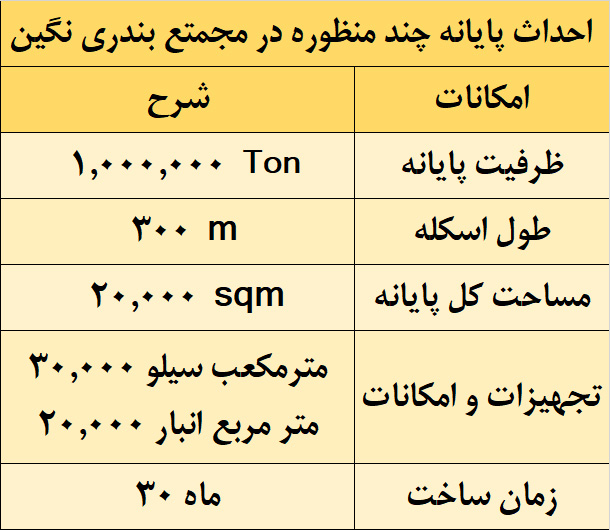 احداث پایانه چند منظوره در مجمتع بندری نگین
امکانات شرح
ظرفیت پایانه ۱,۰۰۰,۰۰۰ Ton
طول اسکله ۳۰۰ m
مساحت کل پایانه ۲۰,۰۰۰ sqm
تجهیزات و امکانات
۳۰,۰۰۰ مترمکعب سیلو
۲۰,۰۰۰ متر مربع انبار
زمان ساخت ۳۰ ماه